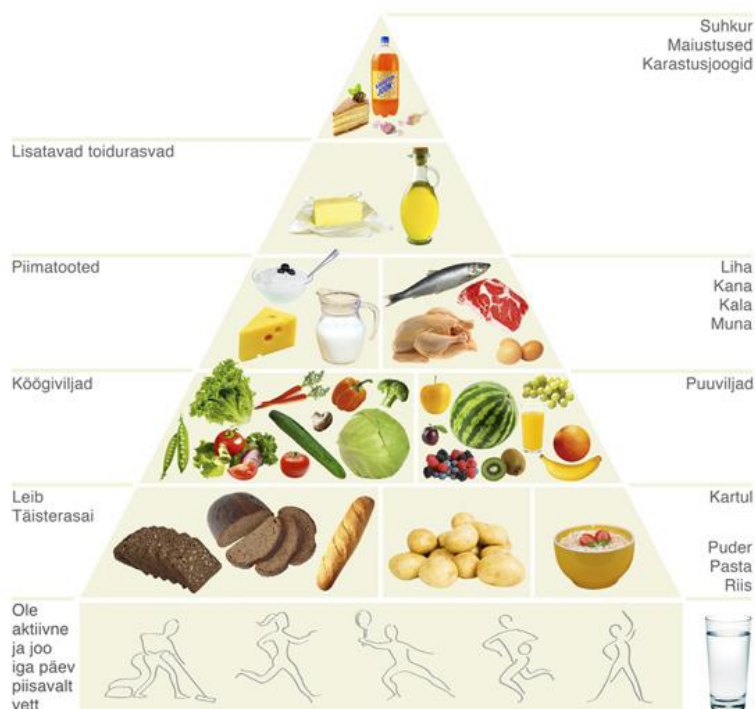 Suhkur
Maiustused
Karastusjoogid
Lisatavad toidurasvad
Piimatooted
Liha
Kana
Kala
Muna
Köögiviljad
Puuviljad
Leib
Täisterasai
Kartul
Puder
Pasta
Riis
Ole
aktiivne
ja joo
iga päev
piisavalt
vett